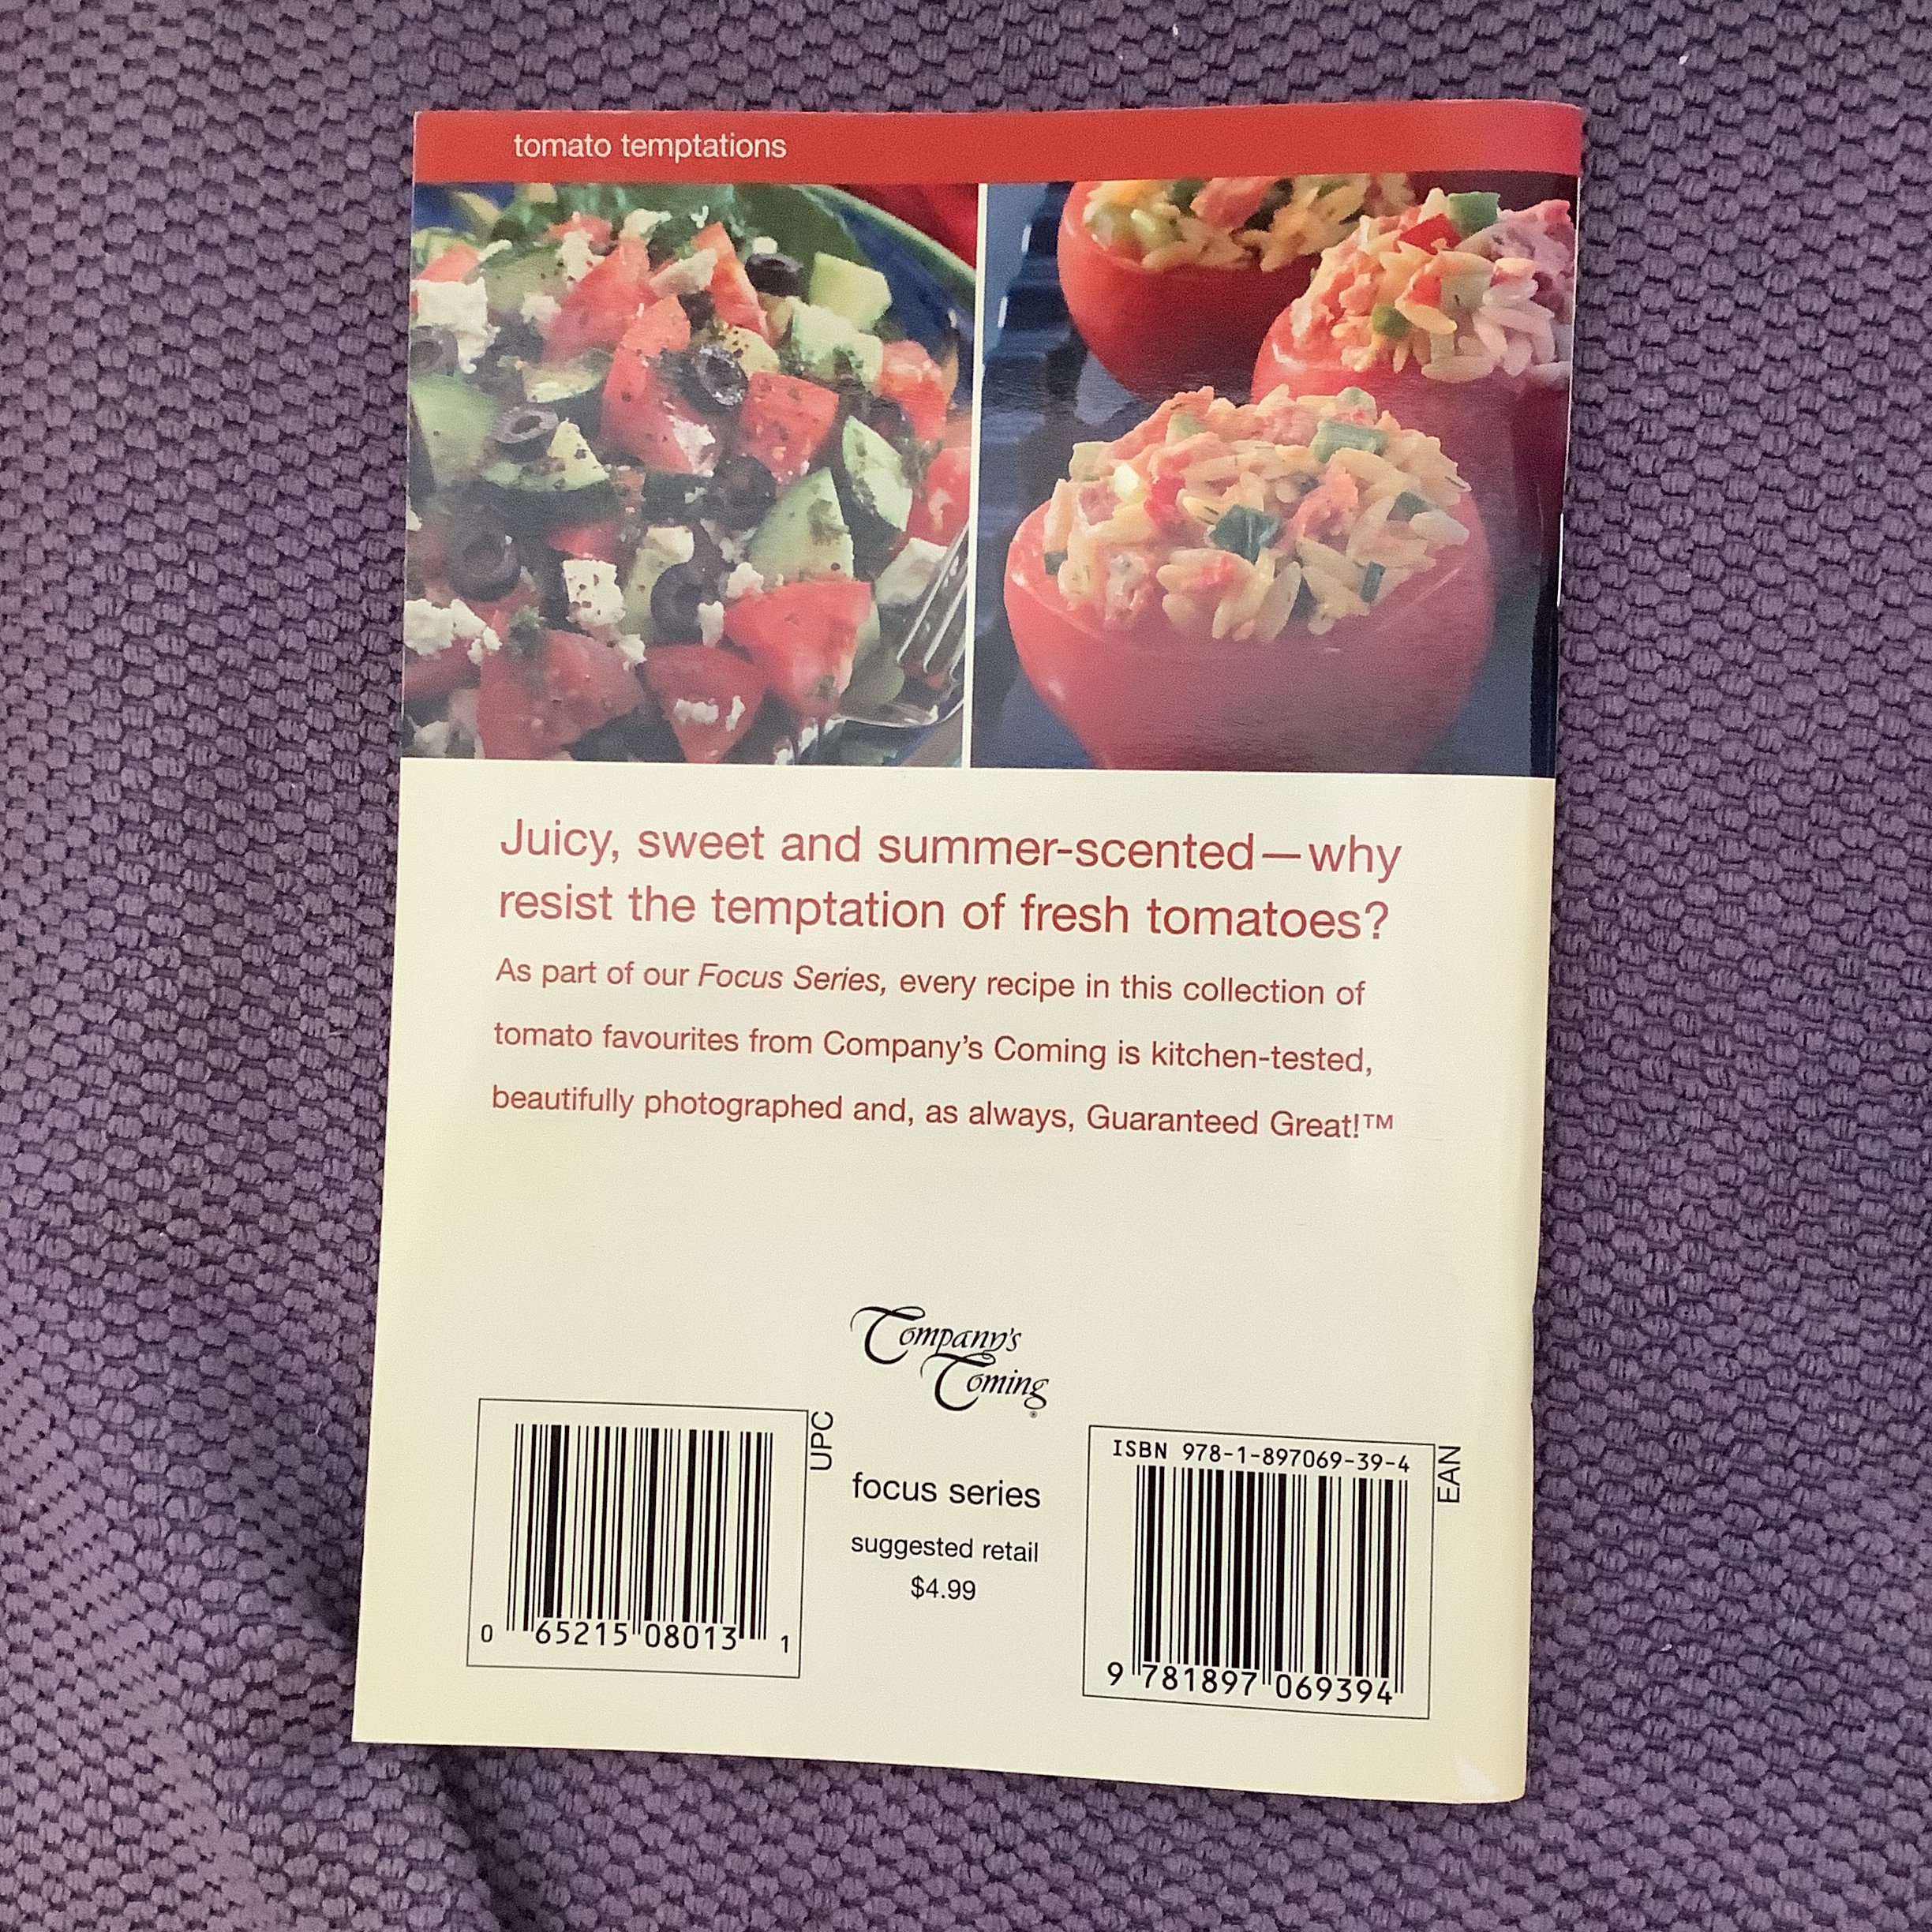 tomato temptations
Juicy, sweet and summer-scented—why
resist the temptation of fresh tomatoes?
As part of our Focus Series, every recipe in this collection of
tomato favourites from Company's Coming is kitchen-tested,
beautifully photographed and, as always, Guaranteed Great!™
Company's
Coming®
UPC
0 65215 08013 1
focus series
suggested retail
$4.99
ISBN 978-1-897069-39-4
EAN
9 781897 069394